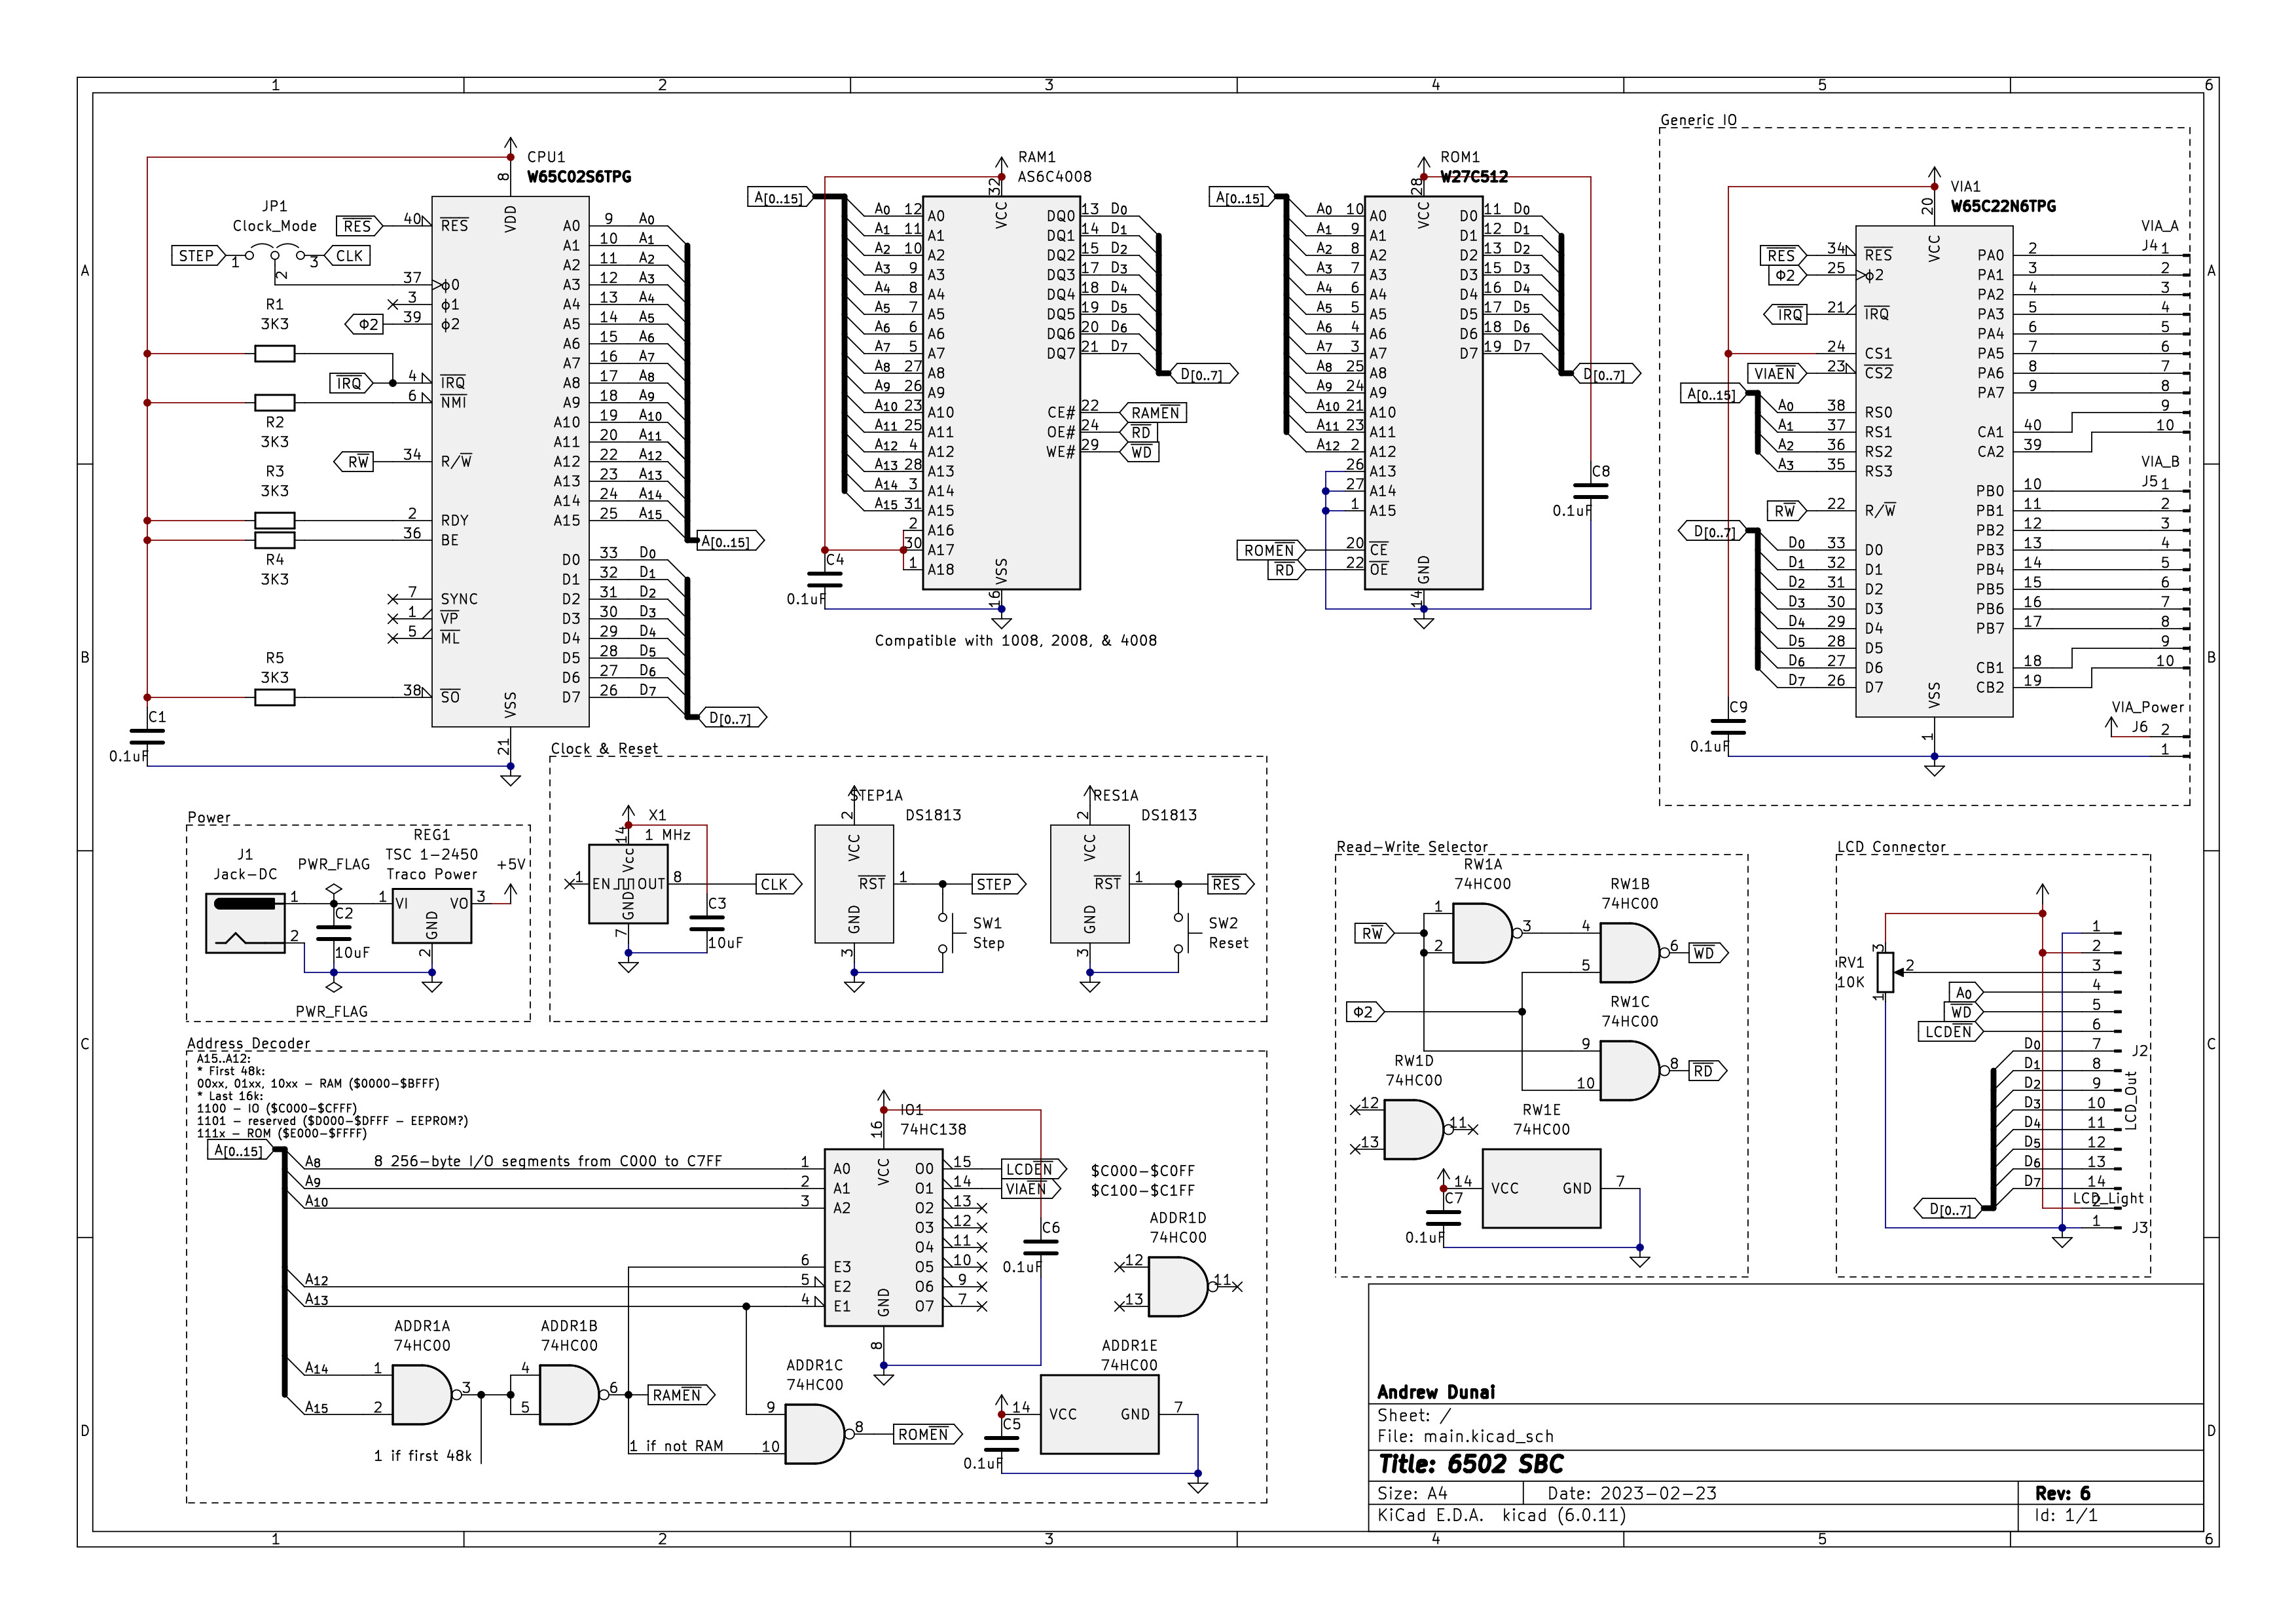 1 2 3 4 5 6
A
B
C
D
CPU1
W65C02S6TPG
JP1
Clock_Mode
STEP 1 2 3 CLK
RES 40 RES
37 ϕ0
3 ϕ1
Φ2 39 ϕ2
R1
3K3
IRQ 4 IRQ
6 NMI
R2
3K3
RW 34 R/W
R3
3K3
2 RDY
36 BE
R4
3K3
7 SYNC
1 VP
5 ML
R5
3K3
38 SO
C1
0.1uF
8 VDD
VSS 21
A0 9 A0
A1 10 A1
A2 11 A2
A3 12 A3
A4 13 A4
A5 14 A5
A6 15 A6
A7 16 A7
A8 17 A8
A9 18 A9
A10 19 A10
A11 20 A11
A12 22 A12
A13 23 A13
A14 24 A14
A15 25 A15
A[0..15]
D0 33 D0
D1 32 D1
D2 31 D2
D3 30 D3
D4 29 D4
D5 28 D5
D6 27 D6
D7 26 D7
D[0..7]
RAM1
AS6C4008
A[0..15]
32 VCC
A0 12 A0
A1 11 A1
A2 10 A2
A3 9 A3
A4 8 A4
A5 7 A5
A6 6 A6
A7 5 A7
A8 27 A8
A9 26 A9
A10 23 A10
A11 25 A11
A12 4 A12
A13 28 A13
A14 3 A14
A15 31 A15
2 A16
30 A17
1 A18
DQ0 13 D0
DQ1 14 D1
DQ2 15 D2
DQ3 17 D3
DQ4 18 D4
DQ5 19 D5
DQ6 20 D6
DQ7 21 D7
D[0..7]
CE# 22 RAMEN
OE# 24 RD
WE# 29 WD
VSS 16
C4
0.1uF
Compatible with 1008, 2008, & 4008
ROM1
W27C512
A[0..15]
28 VCC
A0 10 A0
A1 9 A1
A2 8 A2
A3 7 A3
A4 6 A4
A5 5 A5
A6 4 A6
A7 3 A7
A8 25 A8
A9 24 A9
A10 21 A10
A11 23 A11
A12 2 A12
26 A13
27 A14
1 A15
ROMEN 20 CE
RD 22 OE
D0 11 D0
D1 12 D1
D2 13 D2
D3 15 D3
D4 16 D4
D5 17 D5
D6 18 D6
D7 19 D7
D[0..7]
GND 14
C8
0.1uF
Generic IO
VIA1
W65C22N6TPG
20 VCC
RES 34 RES
Φ2 25 ϕ2
IRQ 21 IRQ
24 CS1
VIAEN 23 CS2
A[0..15]
A0 38 RS0
A1 37 RS1
A2 36 RS2
A3 35 RS3
RW 22 R/W
D[0..7]
D0 33 D0
D1 32 D1
D2 31 D2
D3 30 D3
D4 29 D4
D5 28 D5
D6 27 D6
D7 26 D7
VSS 1
C9
0.1uF
VIA_A
J4
PA0 2 1
PA1 3 2
PA2 4 3
PA3 5 4
PA4 6 5
PA5 7 6
PA6 8 7
PA7 9 8
CA1 40 9
CA2 39 10
VIA_B
J5
PB0 10 1
PB1 11 2
PB2 12 3
PB3 13 4
PB4 14 5
PB5 15 6
PB6 16 7
PB7 17 8
CB1 18 9
CB2 19 10
VIA_Power
J6
2
1
Power
J1
Jack-DC
1
2
PWR_FLAG
C2
10uF
PWR_FLAG
REG1
TSC 1-2450
Traco Power
1 VI VO 3
GND 2
+5V
Clock & Reset
X1
1 MHz
14 Vcc
1 EN OUT 8 CLK
GND 7
C3
10uF
STEP1A
DS1813
2 VCC
RST 1 STEP
GND 3
SW1
Step
RES1A
DS1813
2 VCC
RST 1 RES
GND 3
SW2
Reset
Read-Write Selector
RW1A
74HC00
RW 1 2 3
RW1B
74HC00
4 5 6 WD
Φ2
RW1C
74HC00
9 10 8 RD
RW1D
74HC00
12 13 11
RW1E
74HC00
14 VCC GND 7
C7
0.1uF
LCD Connector
RV1
10K
3 2 1
1
2
3
A0 4
WD 5
LCDEN 6
D0 7
D1 8
D2 9
D3 10
D4 11
D5 12
D6 13
D7 14
D[0..7]
J2
LCD_Out
LCD_Light
2
1 J3
Address Decoder
A15..A12:
* First 48k:
00xx, 01xx, 10xx - RAM ($0000-$BFFF)
* Last 16k:
1100 - IO ($C000-$CFFF)
1101 - reserved ($D000-$DFFF - EEPROM?)
111x - ROM ($E000-$FFFF)
A[0..15]
IO1
74HC138
16 VCC
A8 8 256-byte I/O segments from C000 to C7FF 1 A0
A9 2 A1
A10 3 A2
6 E3
A12 5 E2
A13 4 E1
GND 8
O0 15 LCDEN $C000-$C0FF
O1 14 VIAEN $C100-$C1FF
O2 13
O3 12
O4 11
O5 10
O6 9
O7 7
C6
0.1uF
ADDR1A
74HC00
A14 1
A15 2
3
1 if first 48k
ADDR1B
74HC00
4 5 6 RAMEN
1 if not RAM
ADDR1C
74HC00
9 10 8 ROMEN
ADDR1D
74HC00
12 13 11
ADDR1E
74HC00
14 VCC GND 7
C5
0.1uF
Andrew Dunai
Sheet: /
File: main.kicad_sch
Title: 6502 SBC
Size: A4 Date: 2023-02-23 Rev: 6
KiCad E.D.A. kicad (6.0.11) Id: 1/1
A
B
C
D
1 2 3 4 5 6